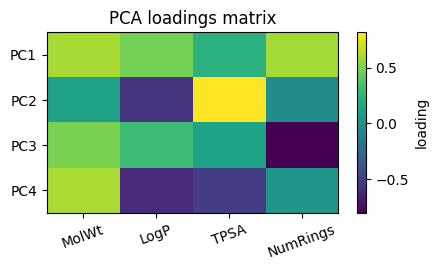 PCA loadings matrix
PC1
PC2
PC3
PC4
MolWt
LogP
TPSA
NumRings
0.5
0.0
−0.5
loading